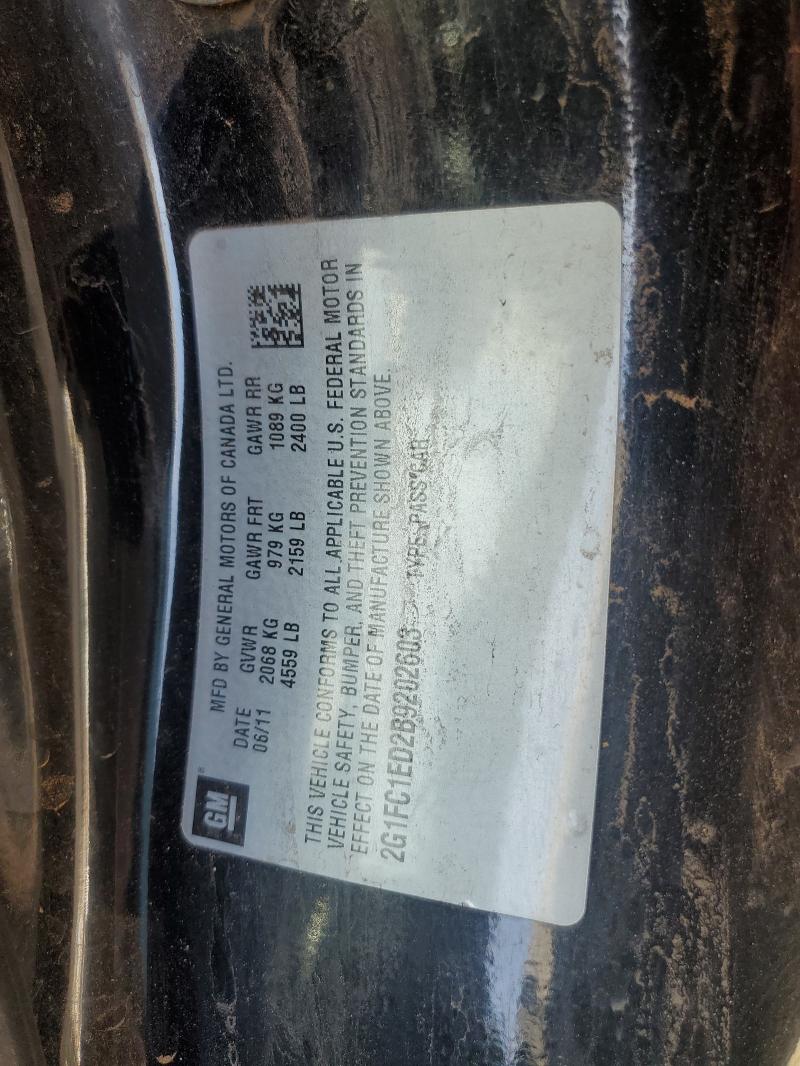 GM
®
MFD BY GENERAL MOTORS OF CANADA LTD.
DATE GVWR GAWR FRT GAWR RR
06/11 2068 KG 979 KG 1089 KG
4559 LB 2159 LB 2400 LB
THIS VEHICLE CONFORMS TO ALL APPLICABLE U.S. FEDERAL MOTOR
VEHICLE SAFETY, BUMPER, AND THEFT PREVENTION STANDARDS IN
EFFECT ON THE DATE OF MANUFACTURE SHOWN ABOVE.
2G1FC1ED2B9202603 TYPE: PASS CAR